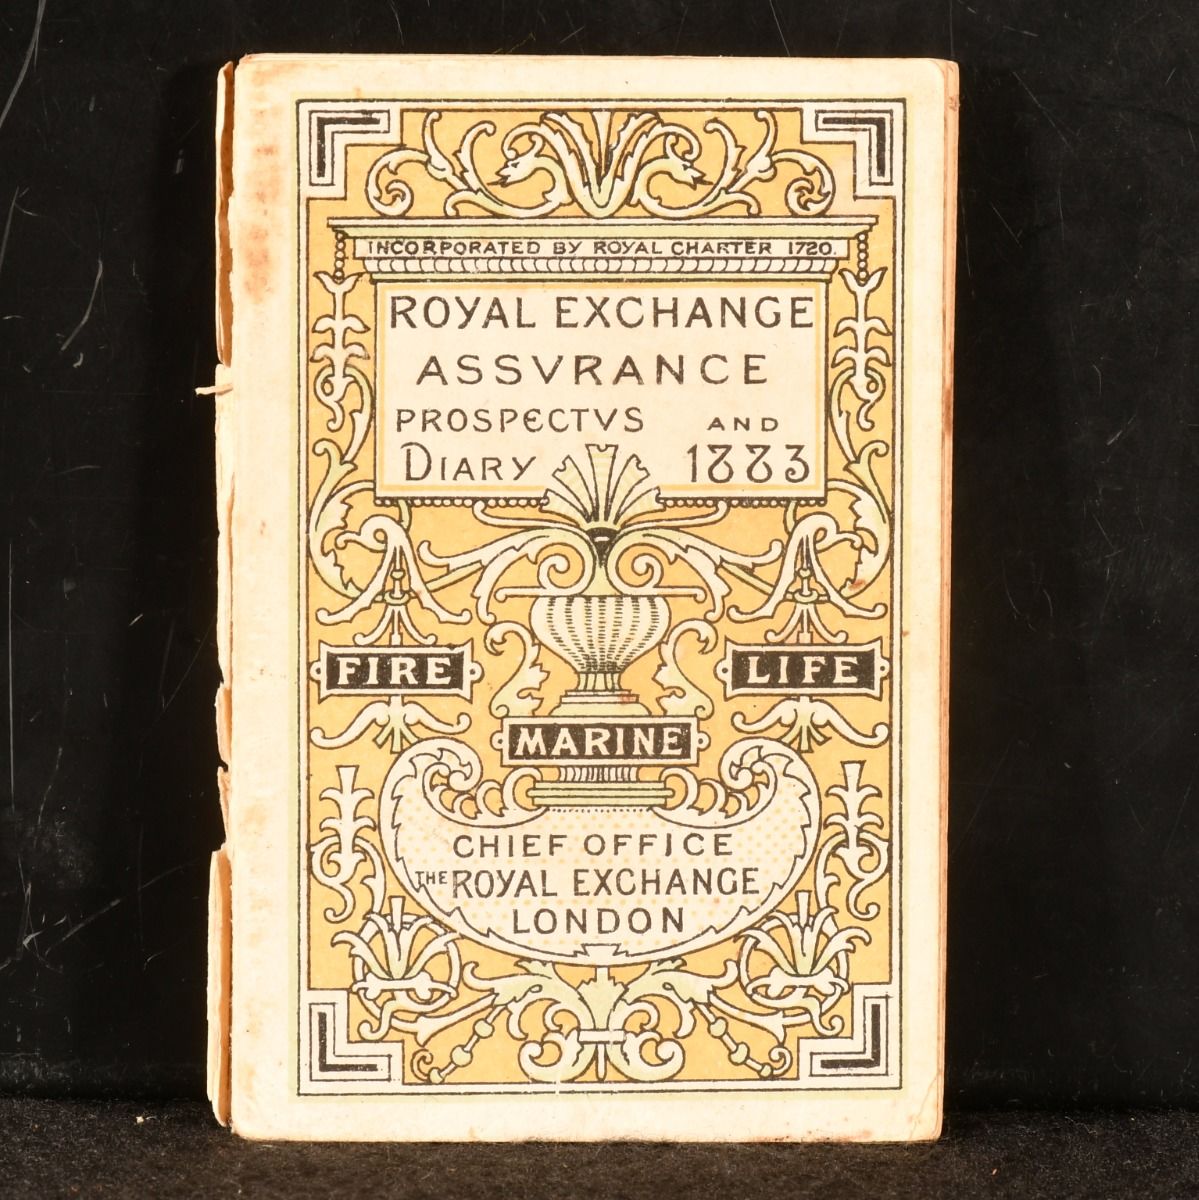 INCORPORATED BY ROYAL CHARTER 1720.
ROYAL EXCHANGE
ASSVRANCE
PROSPECTVS AND
DIARY 1883
FIRE
LIFE
MARINE
CHIEF OFFICE
THE ROYAL EXCHANGE
LONDON